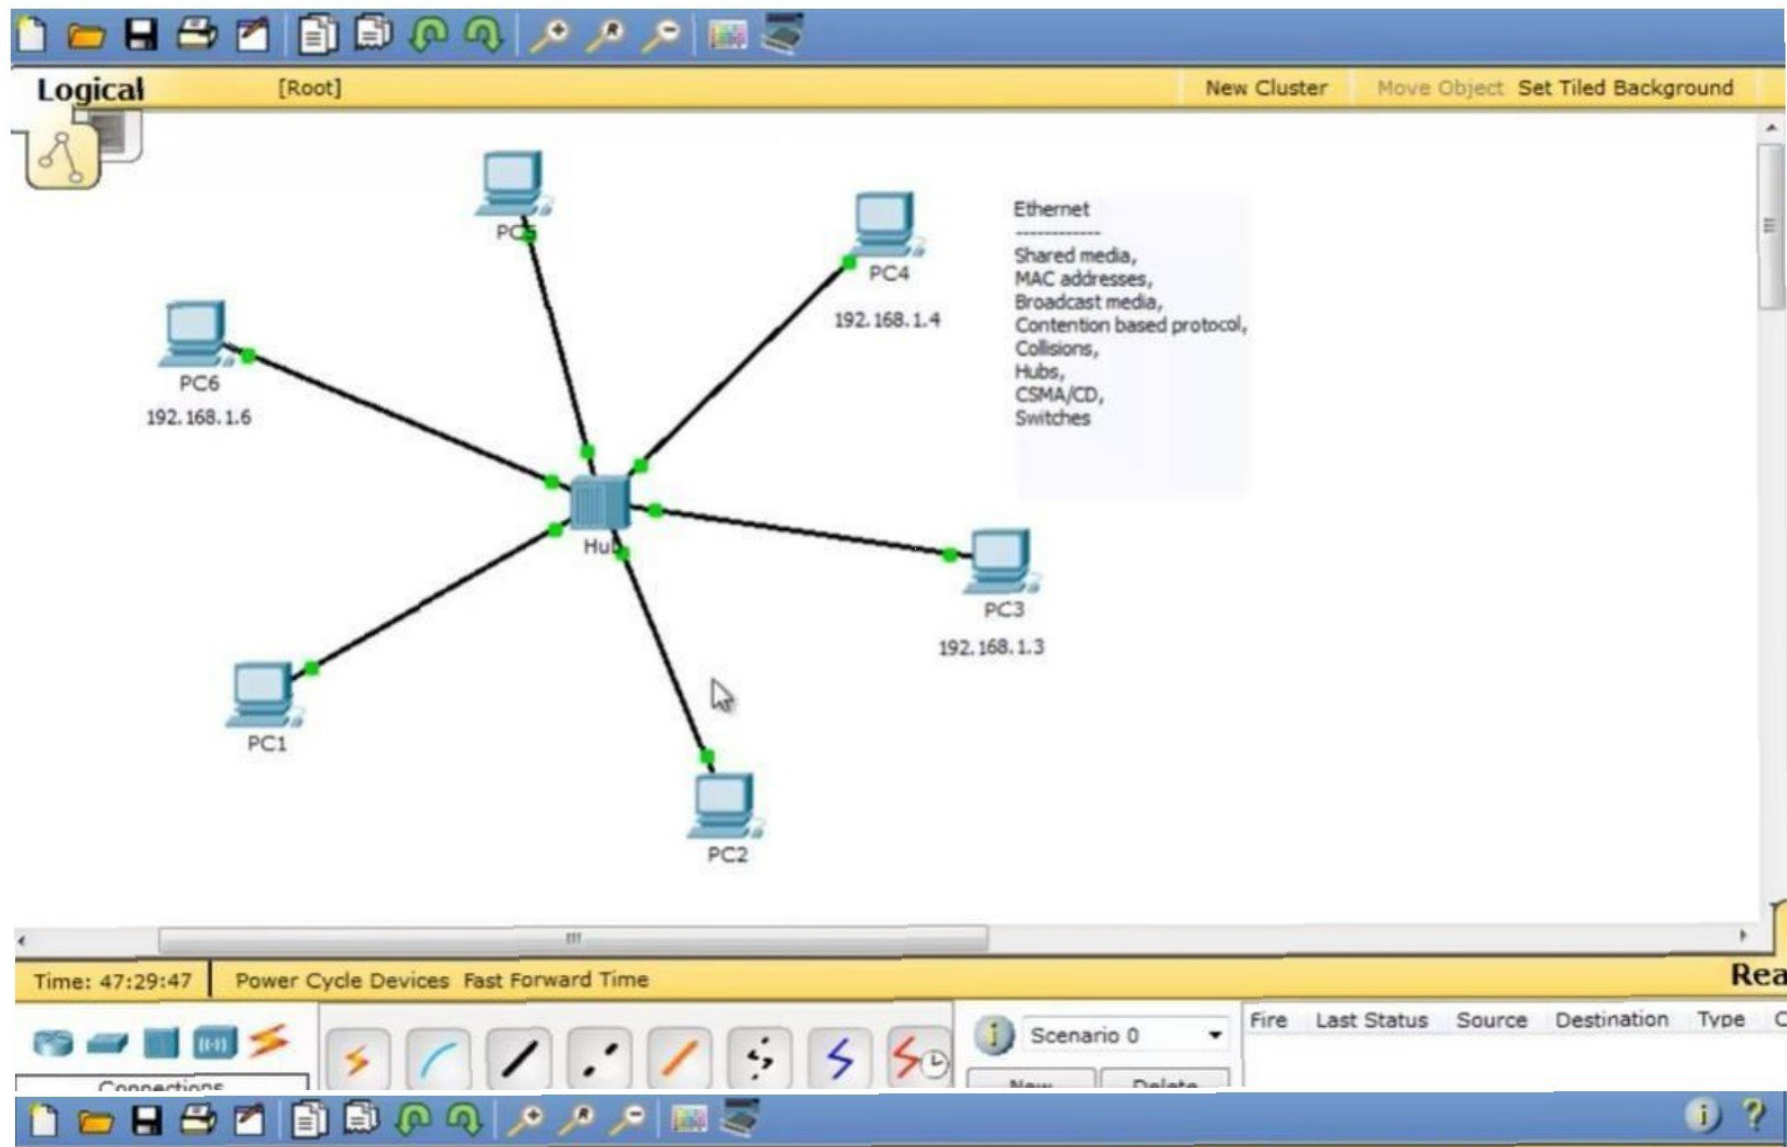 Logical
[Root]
New Cluster
Move Object
Set Tiled Background
PC4
192.168.1.4
PC6
192.168.1.6
PC3
192.168.1.3
PC1
PC2
Ethernet
------------
Shared media,
MAC addresses,
Broadcast media,
Contention based protocol,
Collisions,
Hubs,
CSMA/CD,
Switches
Time: 47:29:47
Power Cycle Devices
Fast Forward Time
Rea
Scenario 0
Fire
Last Status
Source
Destination
Type
Connections
New
Delete